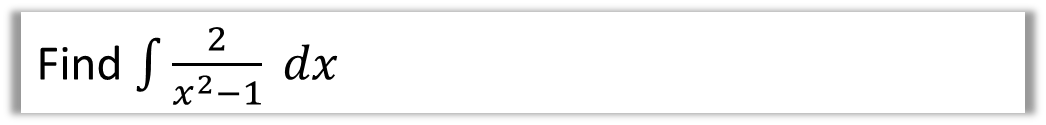 Find ∫ 2/(x²−1) dx